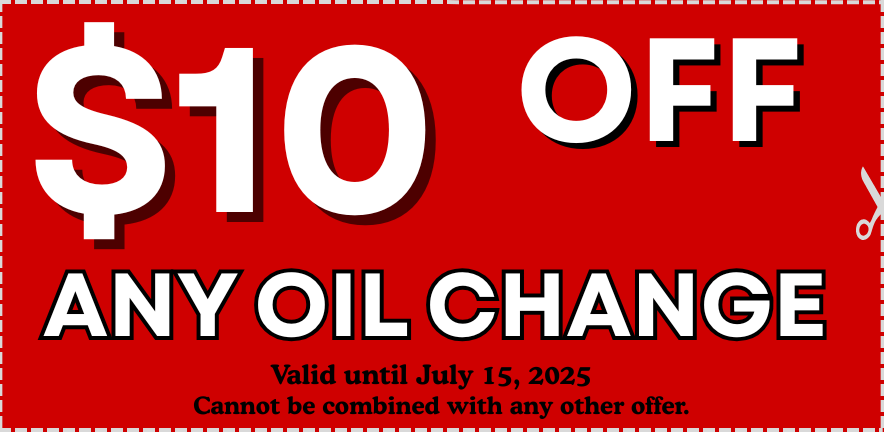 $10 OFF
ANY OIL CHANGE
Valid until July 15, 2025
Cannot be combined with any other offer.